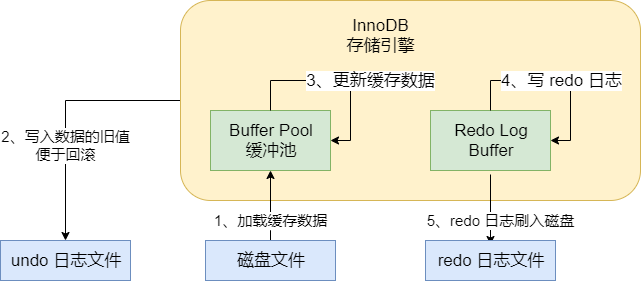 InnoDB
存储引擎
3、更新缓存数据
4、写 redo 日志
Buffer Pool
缓冲池
Redo Log
Buffer
2、写入数据的旧值
便于回滚
1、加载缓存数据
5、redo 日志刷入磁盘
undo 日志文件
磁盘文件
redo 日志文件